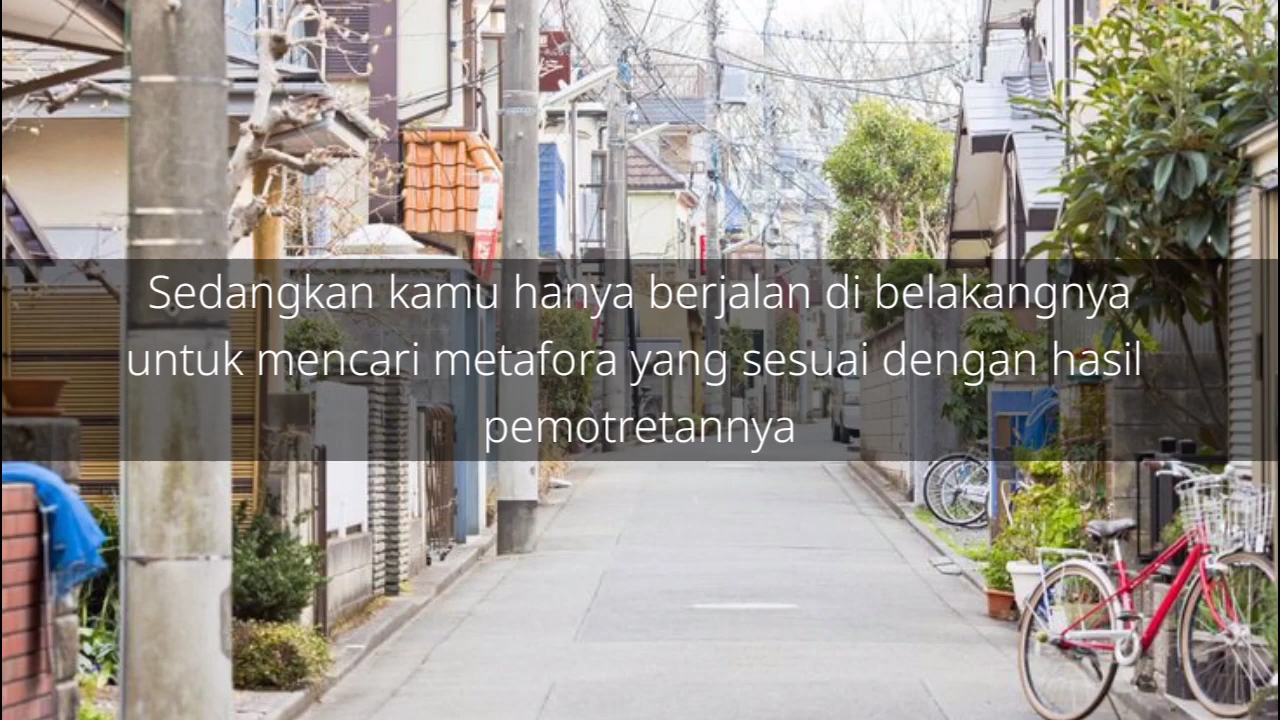 Sedangkan kamu hanya berjalan di belakangnya
untuk mencari metafora yang sesuai dengan hasil
pemotretannya